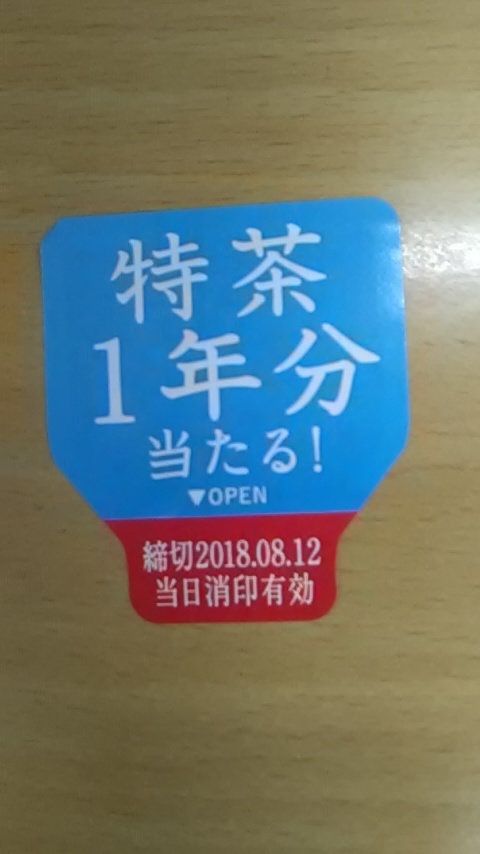 特茶
1年分
当たる!
▼OPEN
締切2018.08.12
当日消印有効